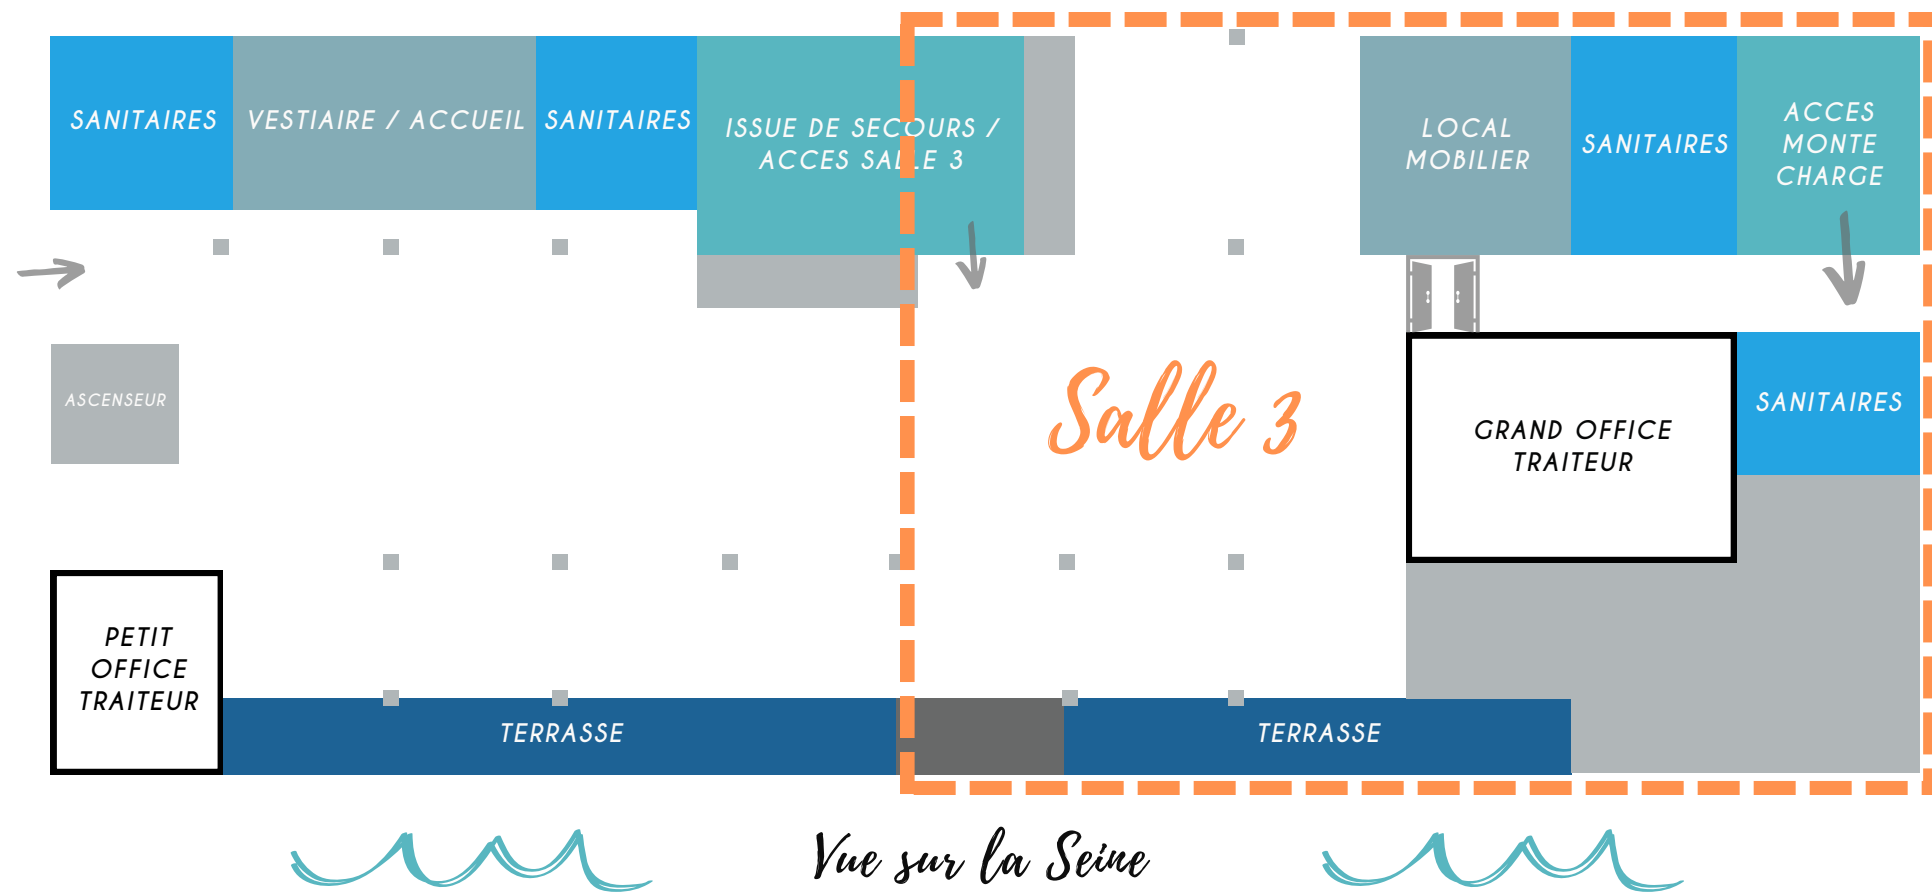 SANITAIRES
VESTIAIRE / ACCUEIL
SANITAIRES
ISSUE DE SECOURS /
ACCES SALLE 3
LOCAL
MOBILIER
SANITAIRES
ACCES
MONTE
CHARGE
ASCENSEUR
Salle 3
GRAND OFFICE
TRAITEUR
SANITAIRES
PETIT
OFFICE
TRAITEUR
TERRASSE
TERRASSE
Vue sur la Seine